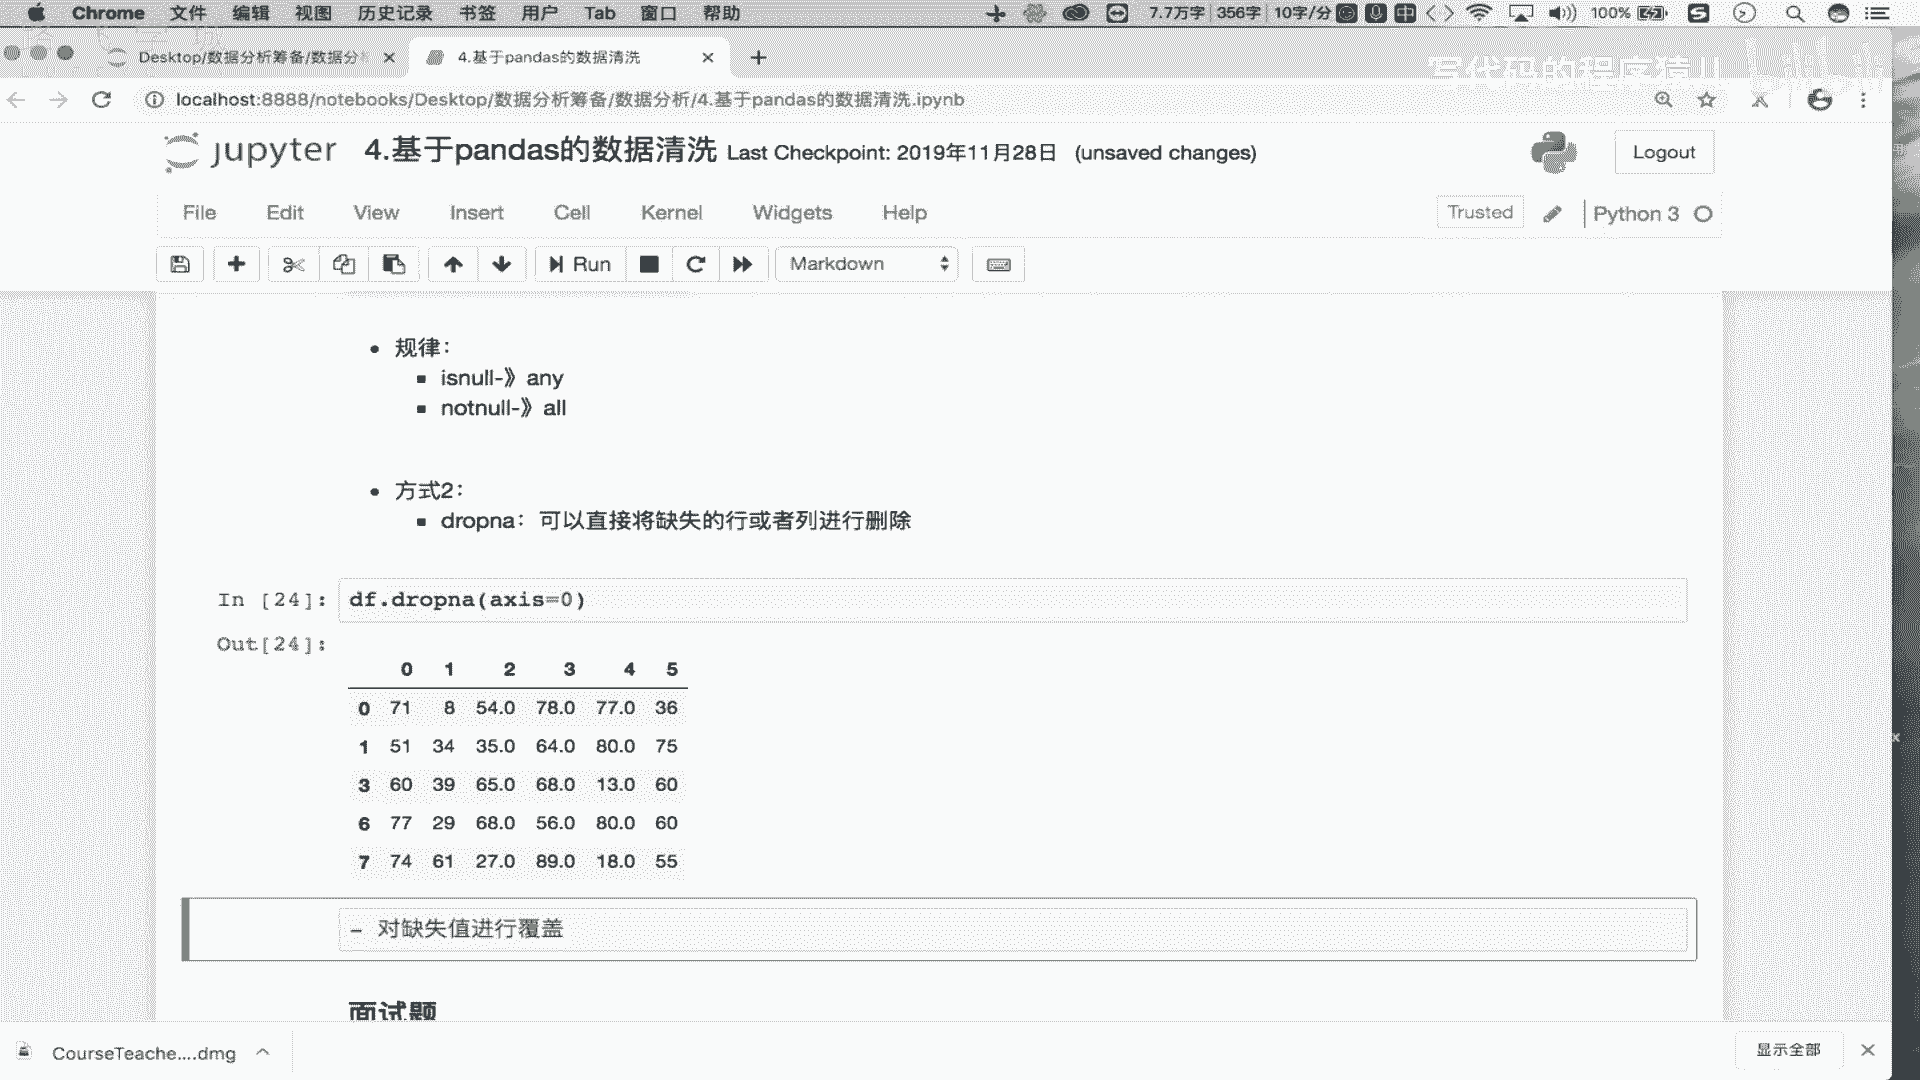 Chrome 文件 编辑 视图 历史记录 书签 用户 Tab 窗口 帮助 7.7万字 356字 10字/分 中 100%
Desktop/数据分析筹备/数据分 4.基于pandas的数据清洗
写代码的程序猿儿
localhost:8888/notebooks/Desktop/数据分析筹备/数据分析/4.基于pandas的数据清洗.ipynb
jupyter 4.基于pandas的数据清洗 Last Checkpoint: 2019年11月28日 (unsaved changes) Logout
File Edit View Insert Cell Kernel Widgets Help Trusted Python 3
Run Markdown
规律：
isnull-》any
notnull-》all
方式2：
dropna：可以直接将缺失的行或者列进行删除
In [24]: df.dropna(axis=0)
Out[24]:
0 1 2 3 4 5
0 71 8 54.0 78.0 77.0 36
1 51 34 35.0 64.0 80.0 75
3 60 39 65.0 68.0 13.0 60
6 77 29 68.0 56.0 80.0 60
7 74 61 27.0 89.0 18.0 55
- 对缺失值进行覆盖
面试题
CourseTeache....dmg 显示全部